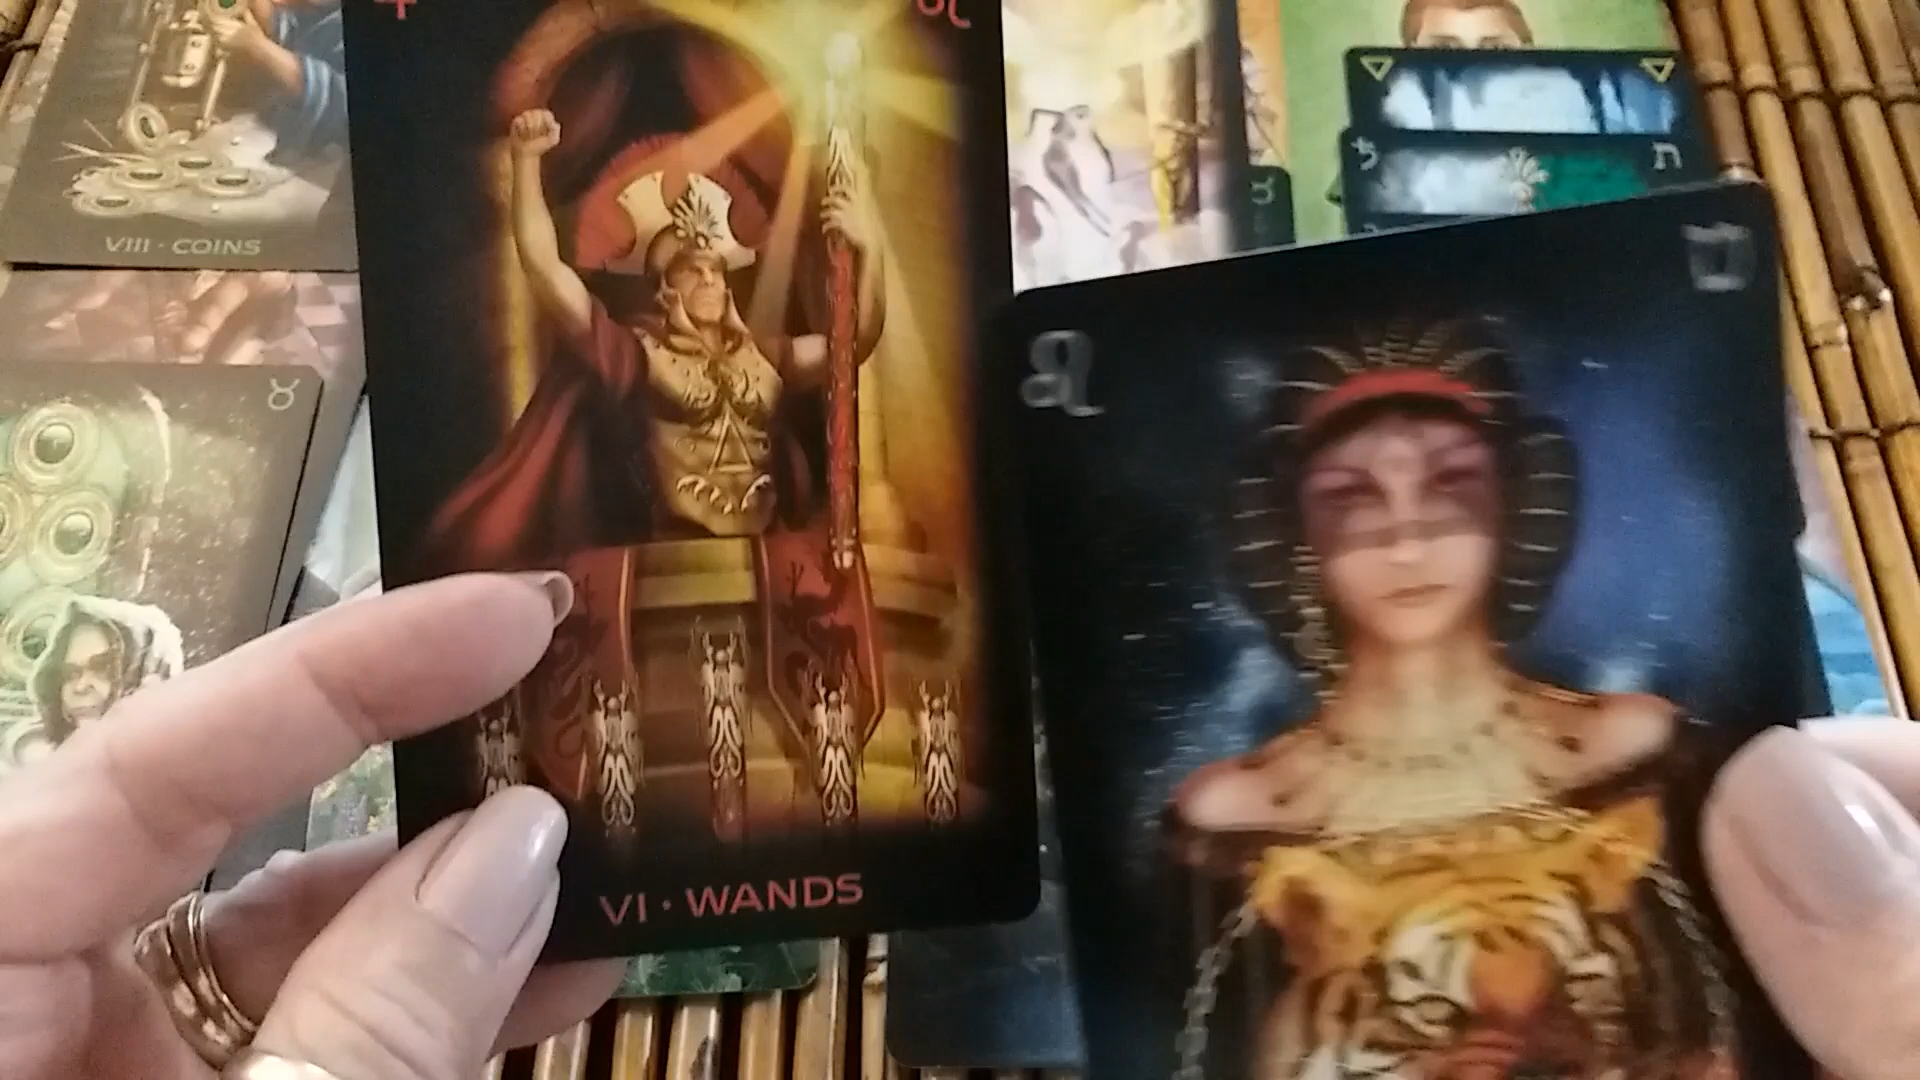 VIII · COINS
♃
♌
♉
♉
ל
ת
♌
ט
VI · WANDS